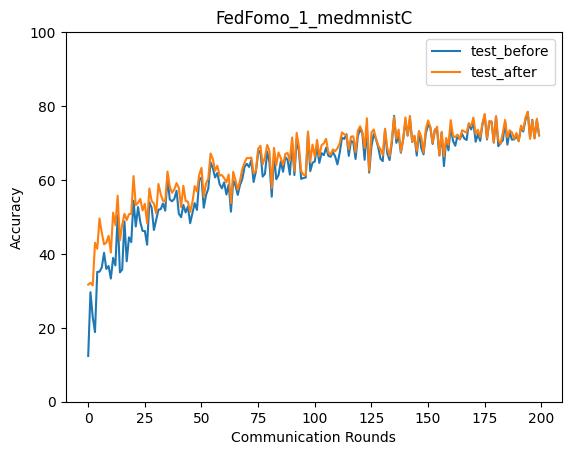 FedFomo_1_medmnistC
test_before
test_after
Accuracy
100
80
60
40
20
0
0 25 50 75 100 125 150 175 200
Communication Rounds